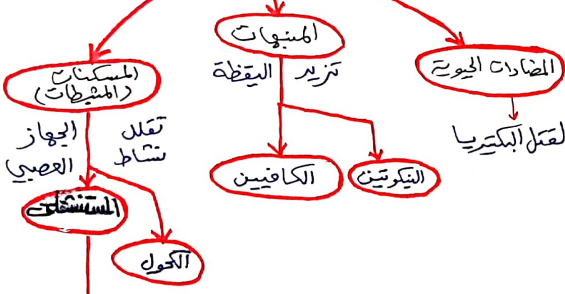 المنبهات
المضادات الحيوية
المسكنات
(المثبطات)
تزيد اليقظة
لقتل البكتيريا
تقلل الجهاز
نشاط العصبي
النيكوتين
الكافيين
الكحول